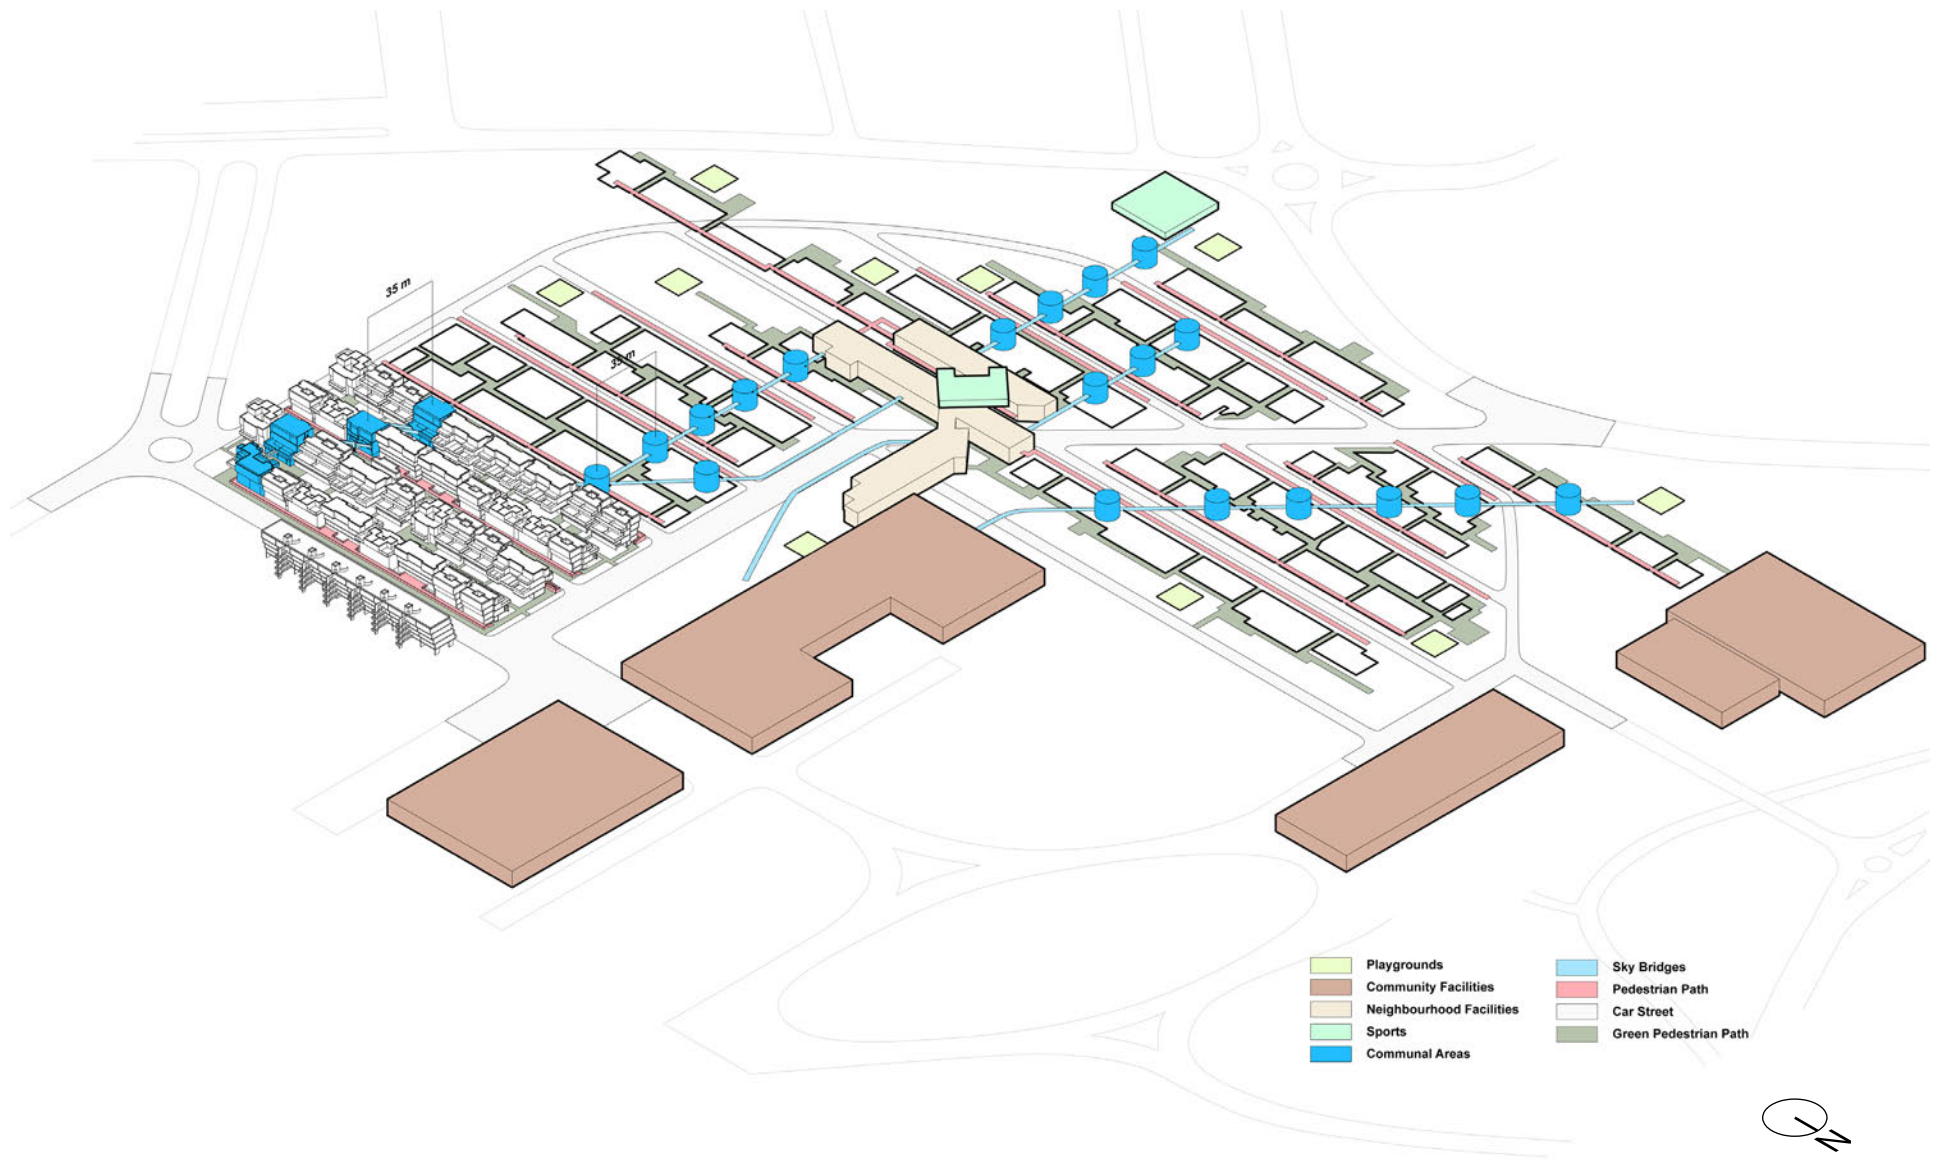 35 m
35 m
Playgrounds
Community Facilities
Neighbourhood Facilities
Sports
Communal Areas
Sky Bridges
Pedestrian Path
Car Street
Green Pedestrian Path
N